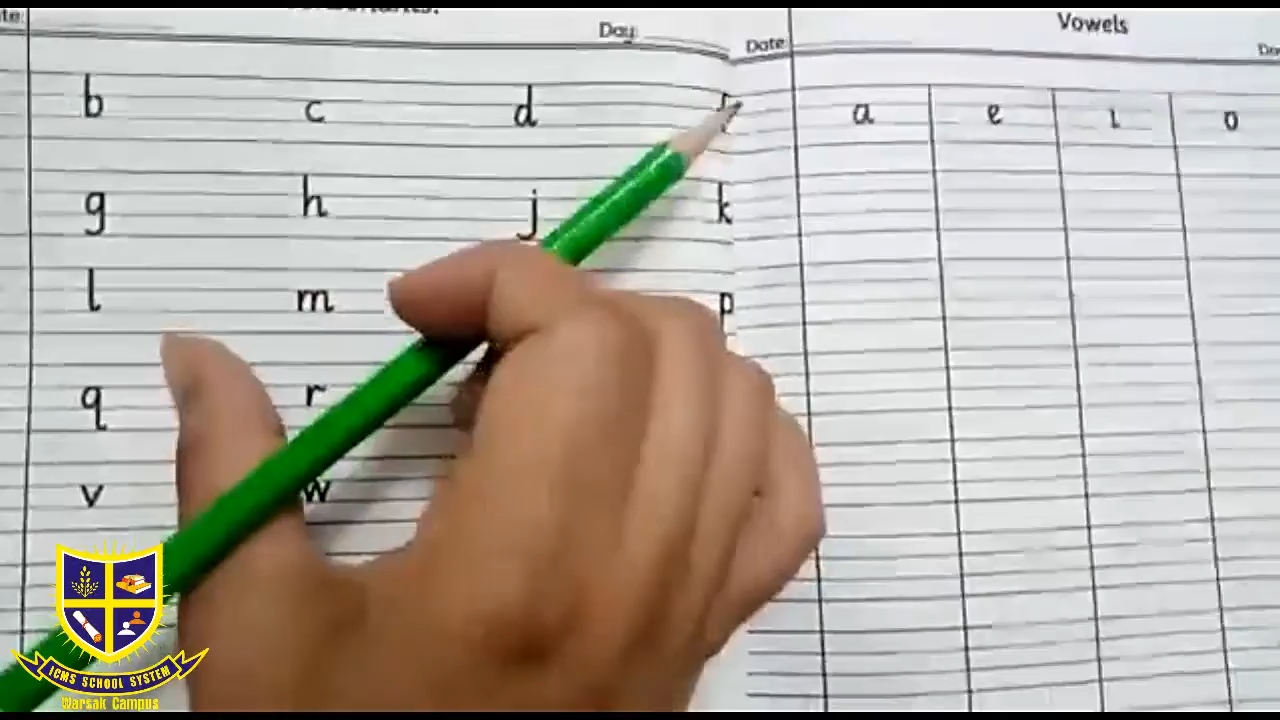 Day:
b c d f
g h j k
l m p
q r
v w
Date
Vowels
a e i o
ICMS SCHOOL SYSTEM
Warsak Campus